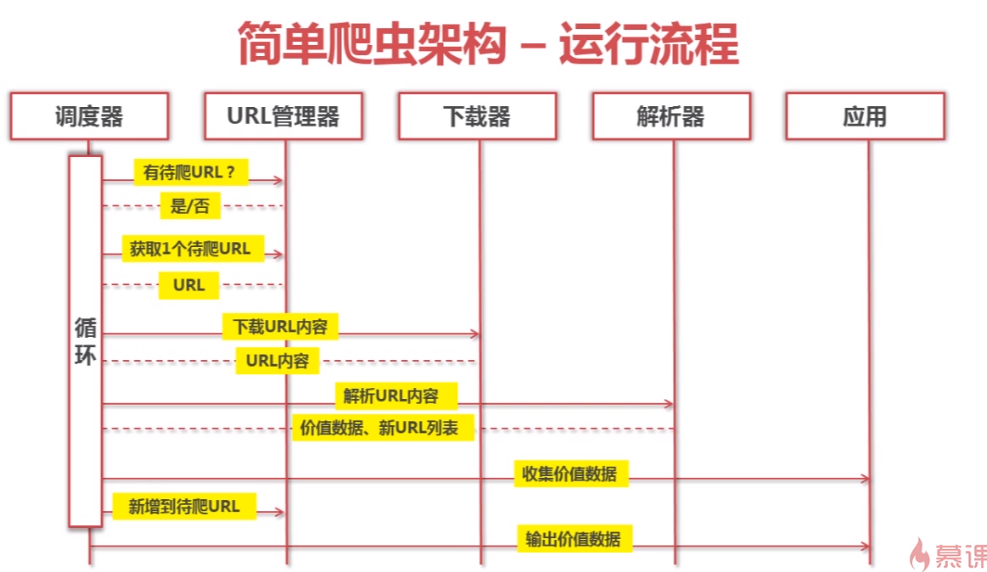 简单爬虫架构 – 运行流程
调度器
URL管理器
下载器
解析器
应用
有待爬URL？
是/否
获取1个待爬URL
URL
循环
下载URL内容
URL内容
解析URL内容
价值数据、新URL列表
收集价值数据
新增到待爬URL
输出价值数据
慕课